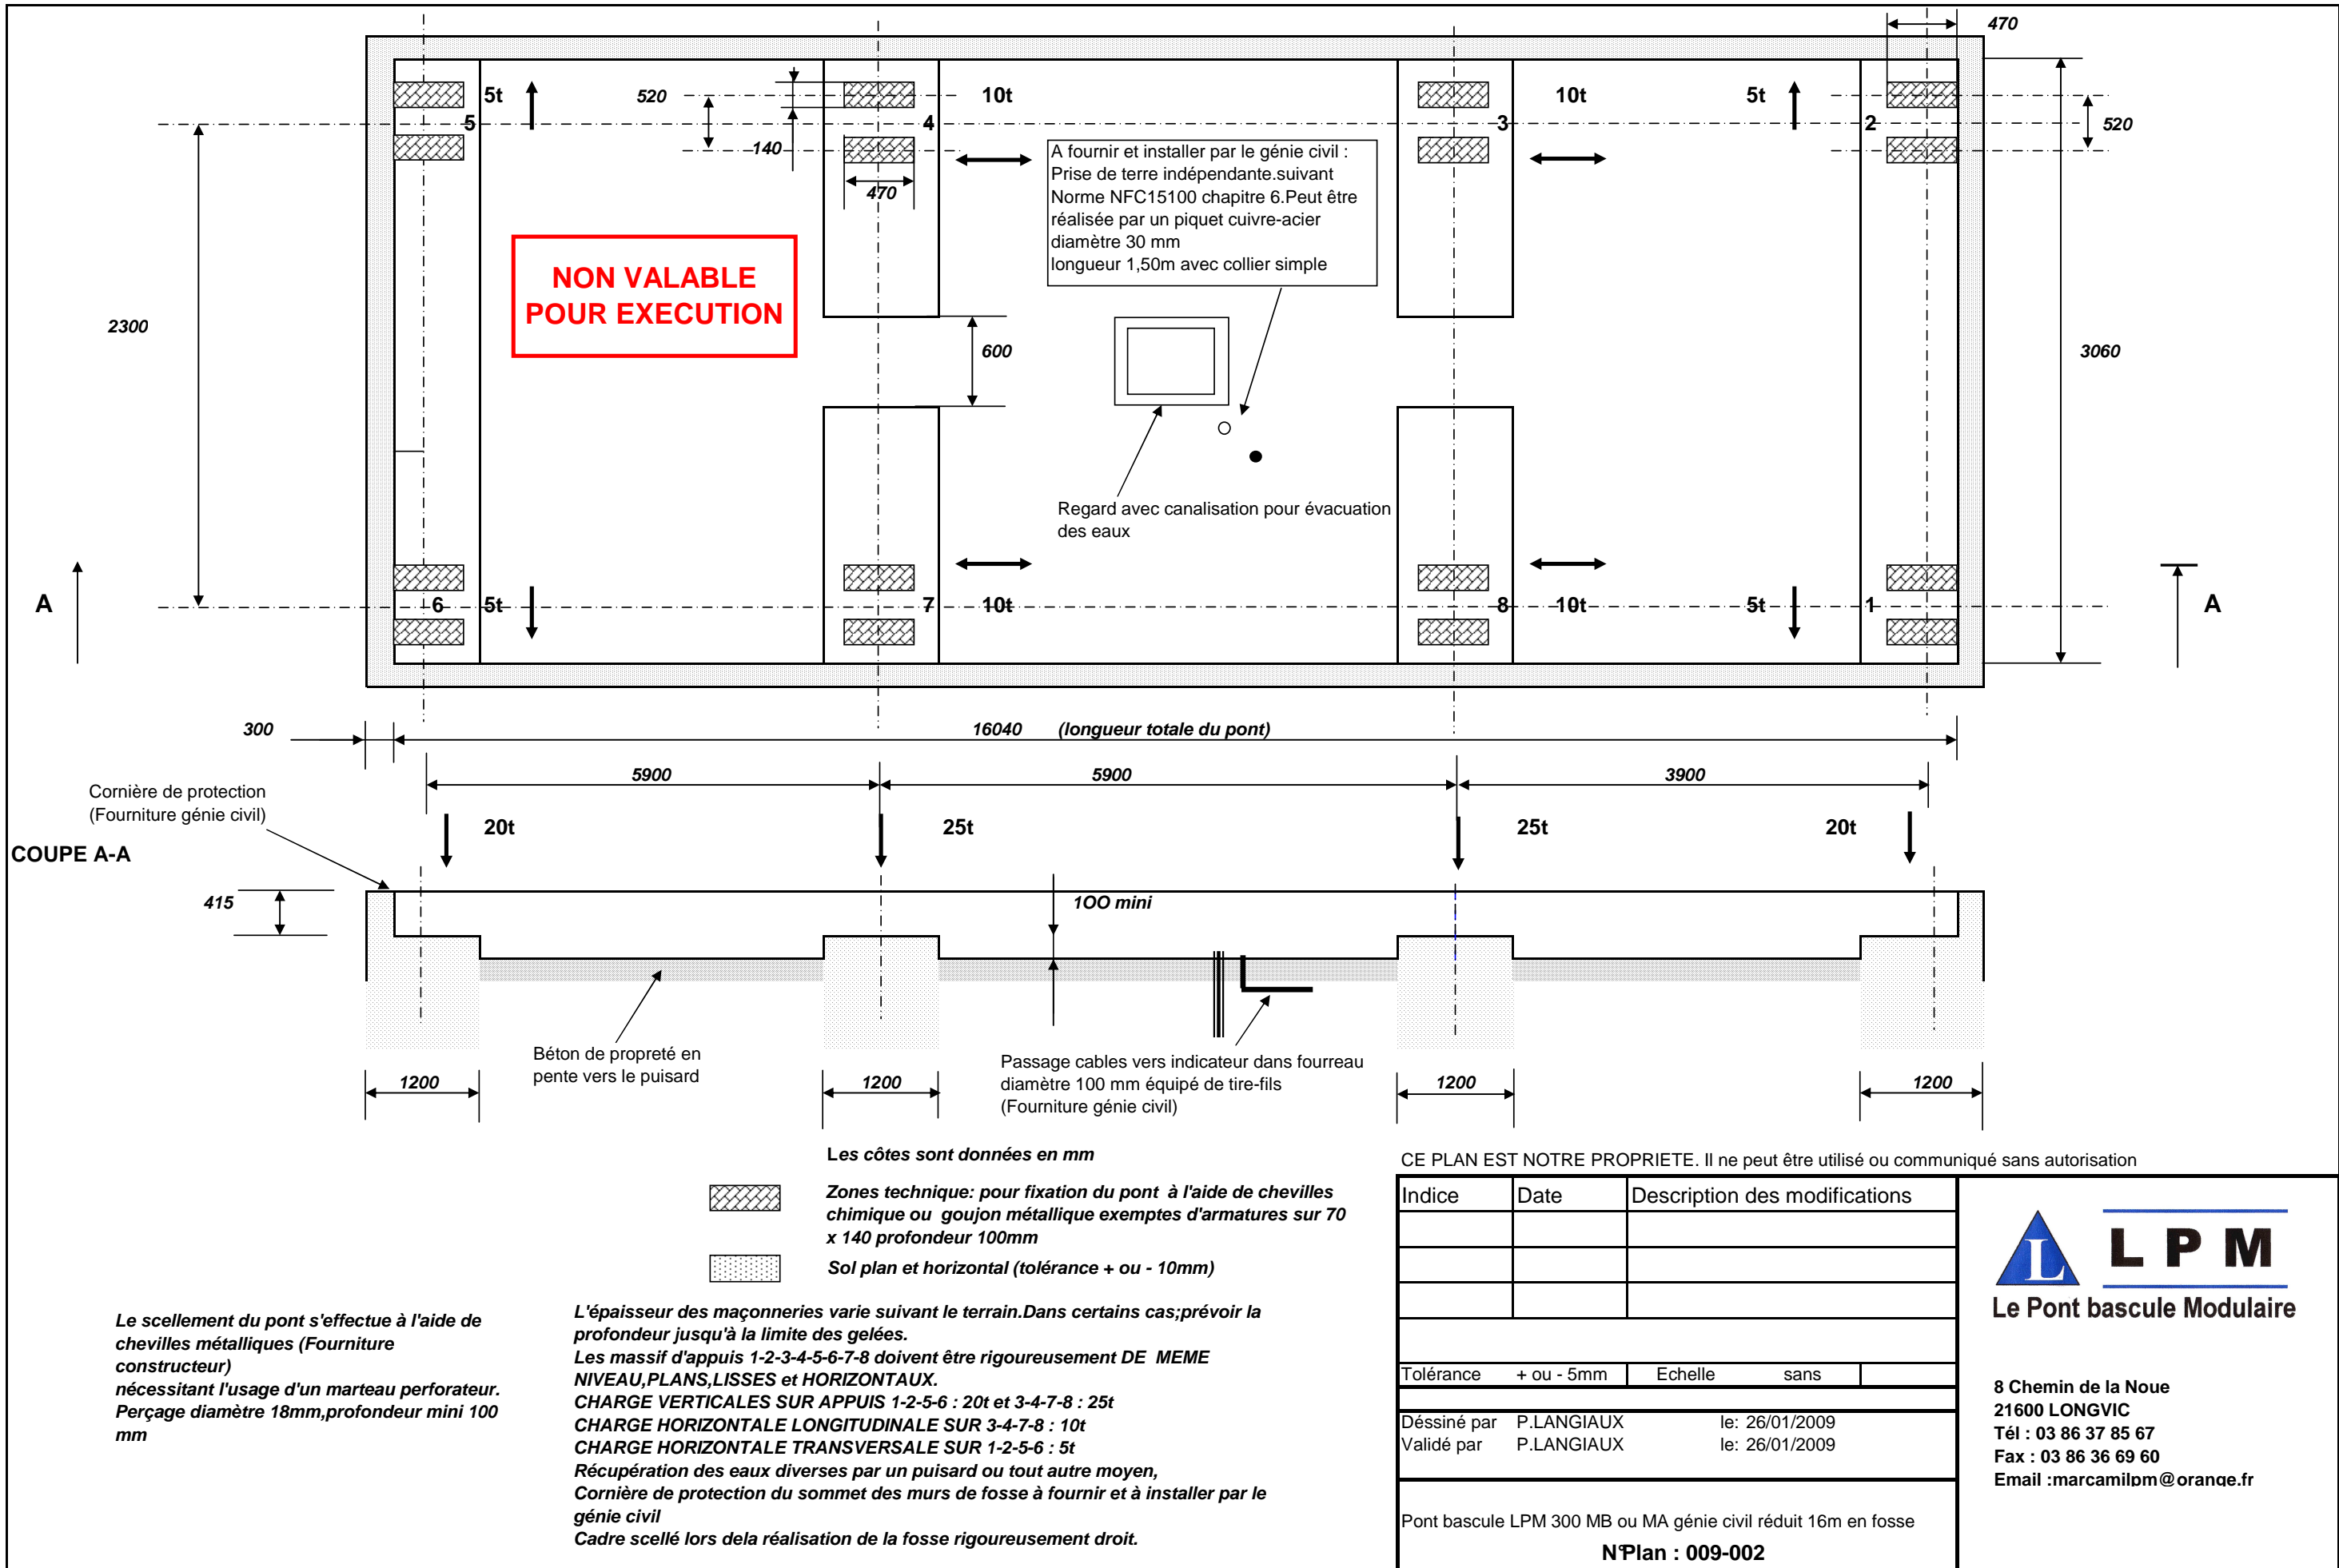 470
5t
520
10t
10t
5t
5
4
3
2
520
140
470
A fournir et installer par le génie civil :
Prise de terre indépendante.suivant
Norme NFC15100 chapitre 6.Peut être
réalisée par un piquet cuivre-acier
diamètre 30 mm
longueur 1,50m avec collier simple
NON VALABLE
POUR EXECUTION
2300
600
3060
Regard avec canalisation pour évacuation
des eaux
A
6
5t
7
10t
8
10t
5t
1
A
300
16040 (longueur totale du pont)
5900
5900
3900
Cornière de protection
(Fourniture génie civil)
20t
25t
25t
20t
COUPE A-A
415
1OO mini
Béton de propreté en
pente vers le puisard
Passage cables vers indicateur dans fourreau
diamètre 100 mm équipé de tire-fils
(Fourniture génie civil)
1200
1200
1200
1200
Les côtes sont données en mm
Zones technique: pour fixation du pont à l'aide de chevilles
chimique ou goujon métallique exemptes d'armatures sur 70
x 140 profondeur 100mm
Sol plan et horizontal (tolérance + ou - 10mm)
Le scellement du pont s'effectue à l'aide de
chevilles métalliques (Fourniture
constructeur)
nécessitant l'usage d'un marteau perforateur.
Perçage diamètre 18mm,profondeur mini 100
mm
L'épaisseur des maçonneries varie suivant le terrain.Dans certains cas;prévoir la
profondeur jusqu'à la limite des gelées.
Les massif d'appuis 1-2-3-4-5-6-7-8 doivent être rigoureusement DE MEME
NIVEAU,PLANS,LISSES et HORIZONTAUX.
CHARGE VERTICALES SUR APPUIS 1-2-5-6 : 20t et 3-4-7-8 : 25t
CHARGE HORIZONTALE LONGITUDINALE SUR 3-4-7-8 : 10t
CHARGE HORIZONTALE TRANSVERSALE SUR 1-2-5-6 : 5t
Récupération des eaux diverses par un puisard ou tout autre moyen,
Cornière de protection du sommet des murs de fosse à fournir et à installer par le
génie civil
Cadre scellé lors dela réalisation de la fosse rigoureusement droit.
CE PLAN EST NOTRE PROPRIETE. Il ne peut être utilisé ou communiqué sans autorisation
Indice Date Description des modifications
Tolérance + ou - 5mm Echelle sans
Déssiné par P.LANGIAUX le: 26/01/2009
Validé par P.LANGIAUX le: 26/01/2009
Pont bascule LPM 300 MB ou MA génie civil réduit 16m en fosse
N°Plan : 009-002
L
L P M
Le Pont bascule Modulaire
8 Chemin de la Noue
21600 LONGVIC
Tél : 03 86 37 85 67
Fax : 03 86 36 69 60
Email :marcamilpm@orange.fr